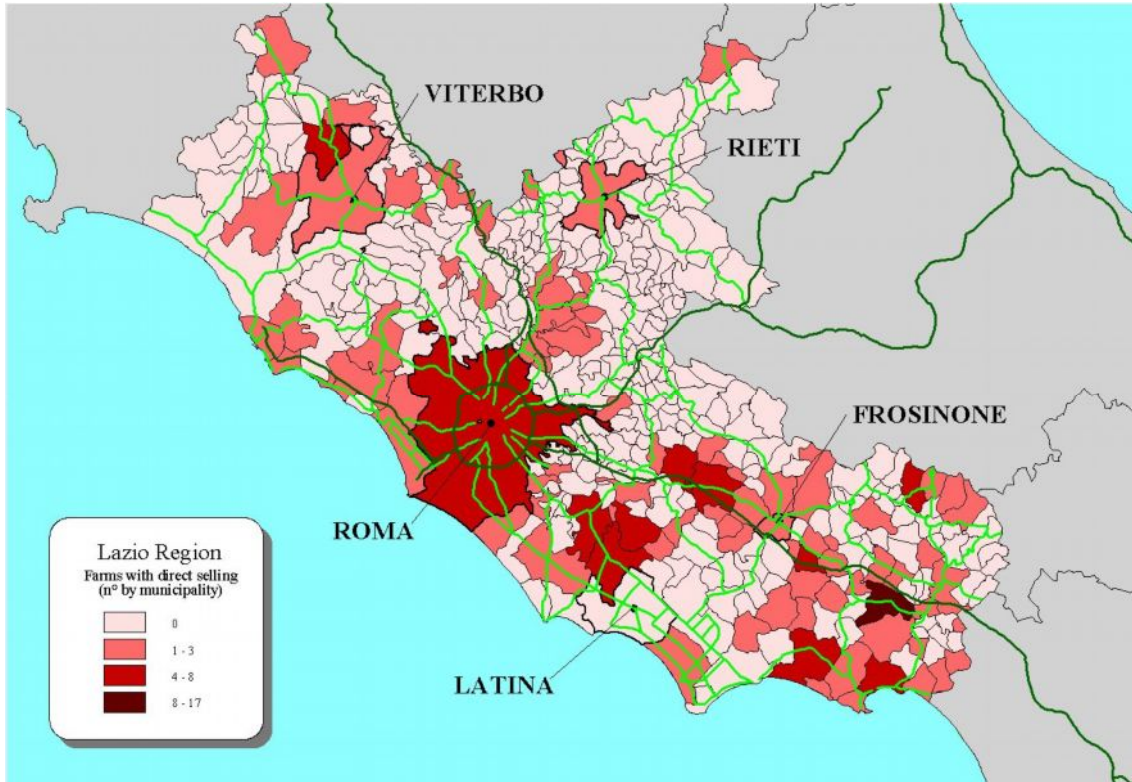 VITERBO
RIETI
FROSINONE
ROMA
LATINA
Lazio Region
Farms with direct selling
(n° by municipality)
0
1 - 3
4 - 8
8 - 17